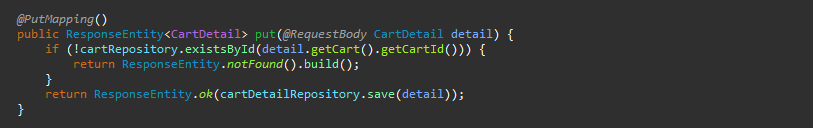 @PutMapping()
public ResponseEntity<CartDetail> put(@RequestBody CartDetail detail) {
    if (!cartRepository.existsById(detail.getCart().getCartId())) {
        return ResponseEntity.notFound().build();
    }
    return ResponseEntity.ok(cartDetailRepository.save(detail));
}